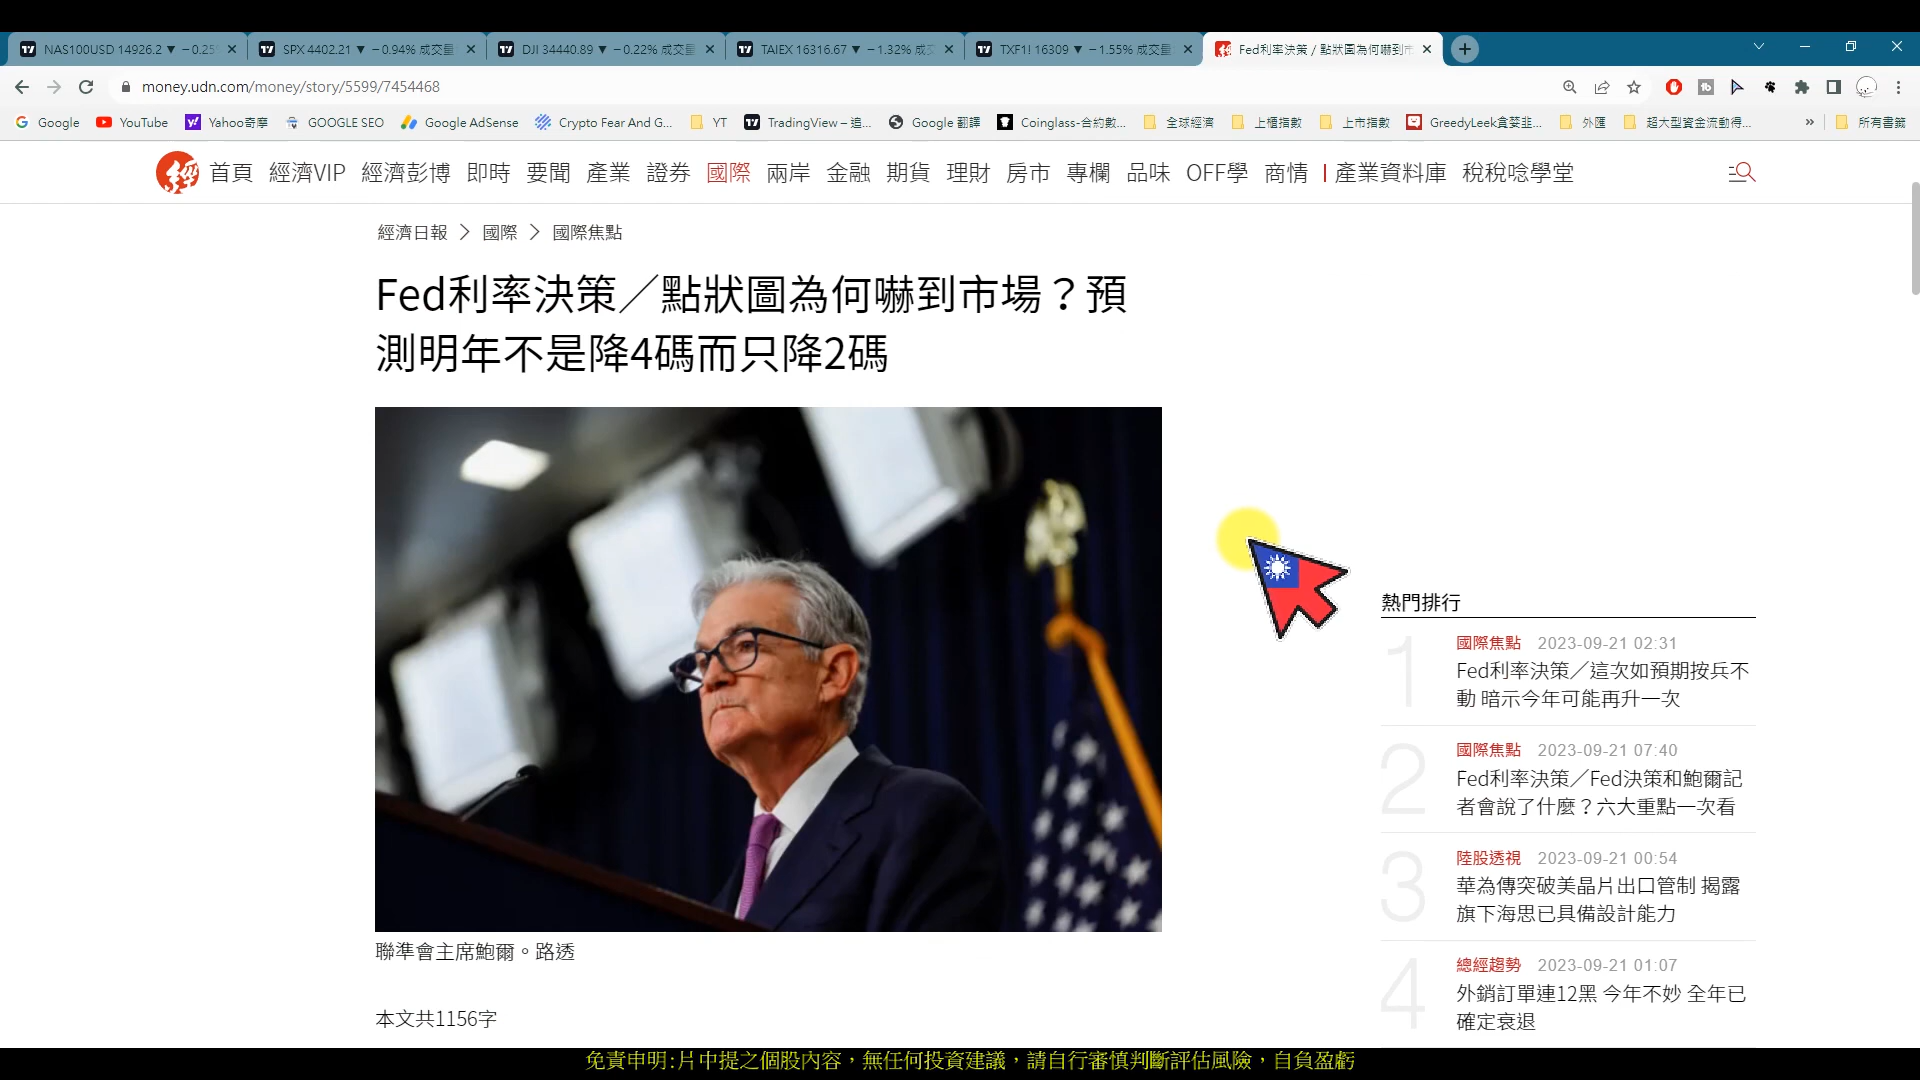 NAS100USD 14926.2 ▼ −0.25
SPX 4402.21 ▼ −0.94% 成交量
DJI 34440.89 ▼ −0.22% 成交量
TAIEX 16316.67 ▼ −1.32% 成交
TXF1! 16309 ▼ −1.55% 成交量
Fed利率決策／點狀圖為何嚇到市
money.udn.com/money/story/5599/7454468
Google
YouTube
Yahoo奇摩
GOOGLE SEO
Google AdSense
Crypto Fear And G...
YT
TradingView – 追...
Google 翻譯
Coinglass-合約數...
全球經濟
上櫃指數
上市指數
GreedyLeek貪婪韭...
外匯
超大型資金流動得...
»
所有書籤
經 首頁 經濟VIP 經濟彭博 即時 要聞 產業 證券 國際 兩岸 金融 期貨 理財 房市 專欄 品味 OFF學 商情 產業資料庫 稅稅唸學堂
經濟日報 > 國際 > 國際焦點
Fed利率決策／點狀圖為何嚇到市場？預
測明年不是降4碼而只降2碼
聯準會主席鮑爾。路透
本文共1156字
熱門排行
1
國際焦點 2023-09-21 02:31
Fed利率決策／這次如預期按兵不
動 暗示今年可能再升一次
2
國際焦點 2023-09-21 07:40
Fed利率決策／Fed決策和鮑爾記
者會說了什麼？六大重點一次看
3
陸股透視 2023-09-21 00:54
華為傳突破美晶片出口管制 揭露
旗下海思已具備設計能力
4
總經趨勢 2023-09-21 01:07
外銷訂單連12黑 今年不妙 全年已
確定衰退
免責申明:片中提之個股內容，無任何投資建議，請自行審慎判斷評估風險，自負盈虧